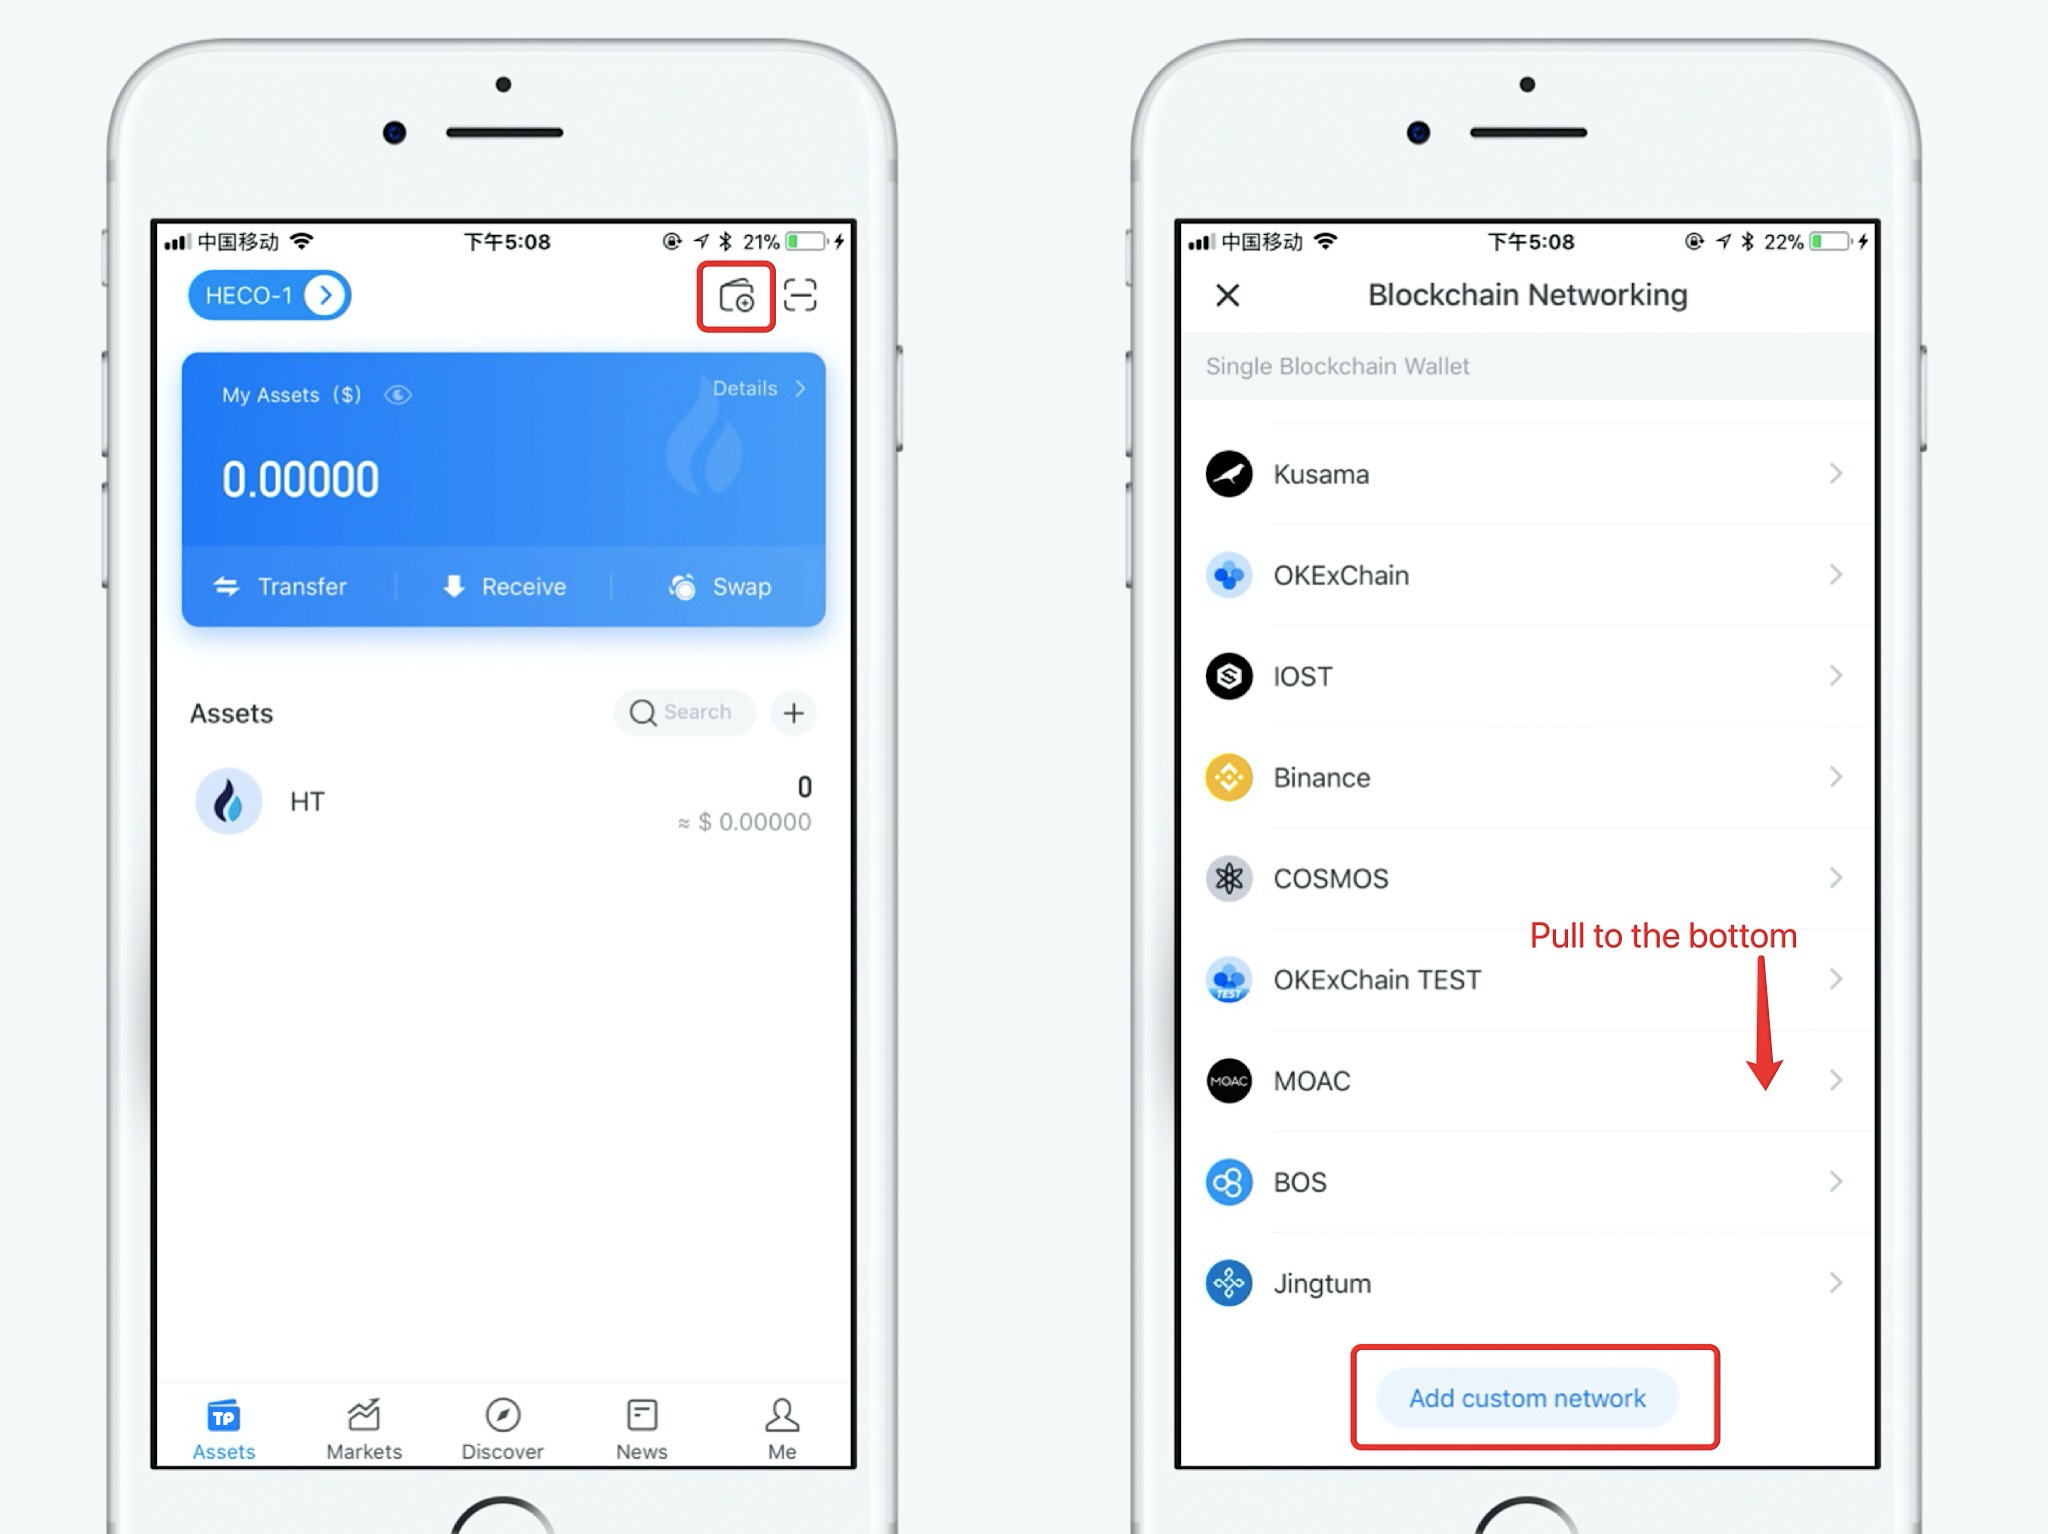 中国移动
下午5:08
21%
HECO-1
My Assets ($)
Details
0.00000
Transfer
Receive
Swap
Assets
Search
HT
0
≈ $ 0.00000
TP
Assets
Markets
Discover
News
Me
中国移动
下午5:08
22%
Blockchain Networking
Single Blockchain Wallet
Kusama
OKExChain
IOST
Binance
COSMOS
Pull to the bottom
TEST
OKExChain TEST
MOAC
MOAC
BOS
Jingtum
Add custom network